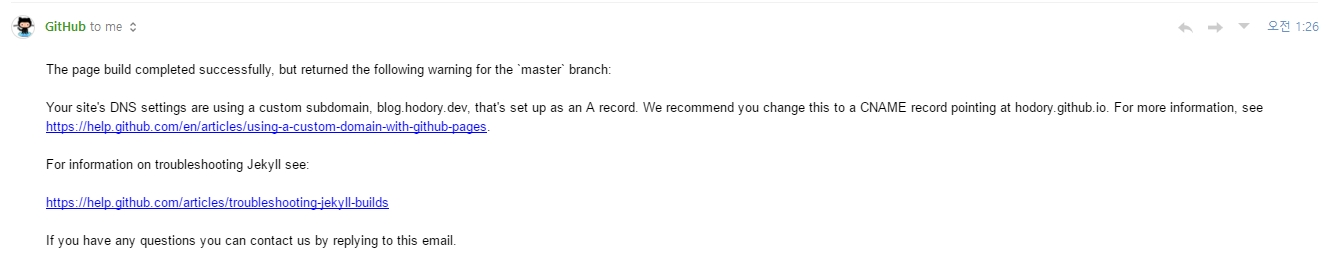 GitHub to me 오전 1:26
The page build completed successfully, but returned the following warning for the `master` branch:
Your site's DNS settings are using a custom subdomain, blog.hodory.dev, that's set up as an A record. We recommend you change this to a CNAME record pointing at hodory.github.io. For more information, see
https://help.github.com/en/articles/using-a-custom-domain-with-github-pages.
For information on troubleshooting Jekyll see:
https://help.github.com/articles/troubleshooting-jekyll-builds
If you have any questions you can contact us by replying to this email.